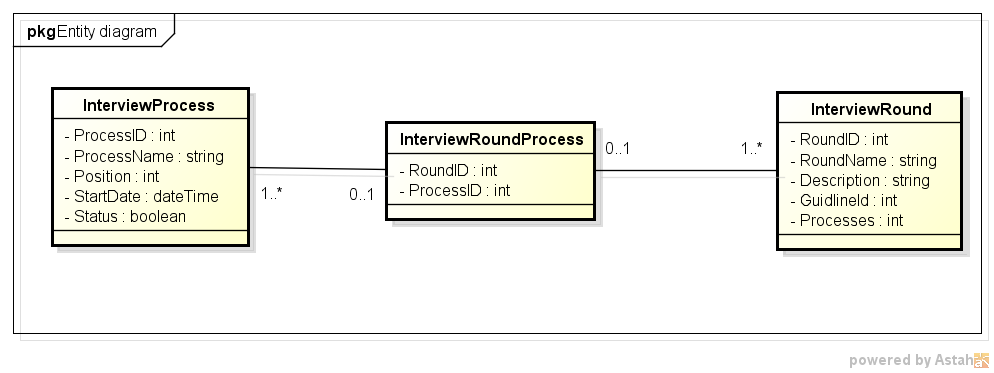 pkg Entity diagram
InterviewProcess
- ProcessID : int
- ProcessName : string
- Position : int
- StartDate : dateTime
- Status : boolean
1..*
0..1
InterviewRoundProcess
- RoundID : int
- ProcessID : int
0..1
1..*
InterviewRound
- RoundID : int
- RoundName : string
- Description : string
- GuidlineId : int
- Processes : int
powered by Astah